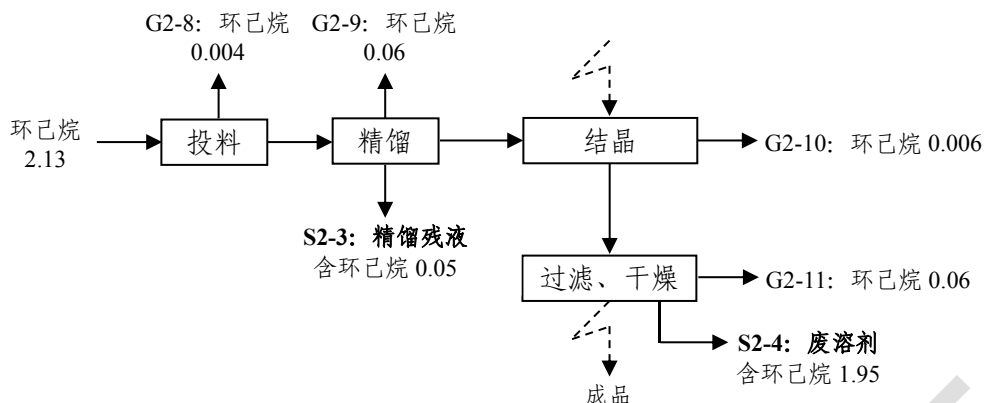 G2-8: 环己烷
0.004
G2-9: 环己烷
0.06
环己烷
2.13
投料
精馏
结晶
G2-10: 环己烷 0.006
S2-3: 精馏残液
含环己烷 0.05
过滤、干燥
G2-11: 环己烷 0.06
S2-4: 废溶剂
含环己烷 1.95
成品